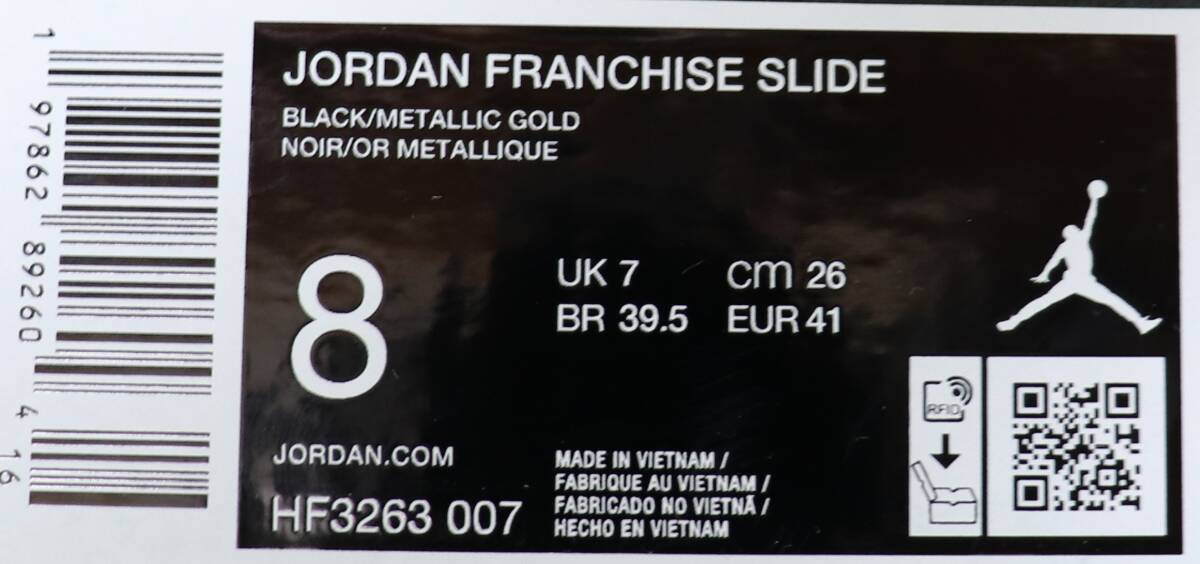 JORDAN FRANCHISE SLIDE
BLACK/METALLIC GOLD
NOIR/OR METALLIQUE
8
UK 7 cm 26
BR 39.5 EUR 41
JORDAN.COM
HF3263 007
MADE IN VIETNAM /
FABRIQUE AU VIETNAM /
FABRICADO NO VIETNÃ /
HECHO EN VIETNAM
RFID
1 97862 89260 4 16